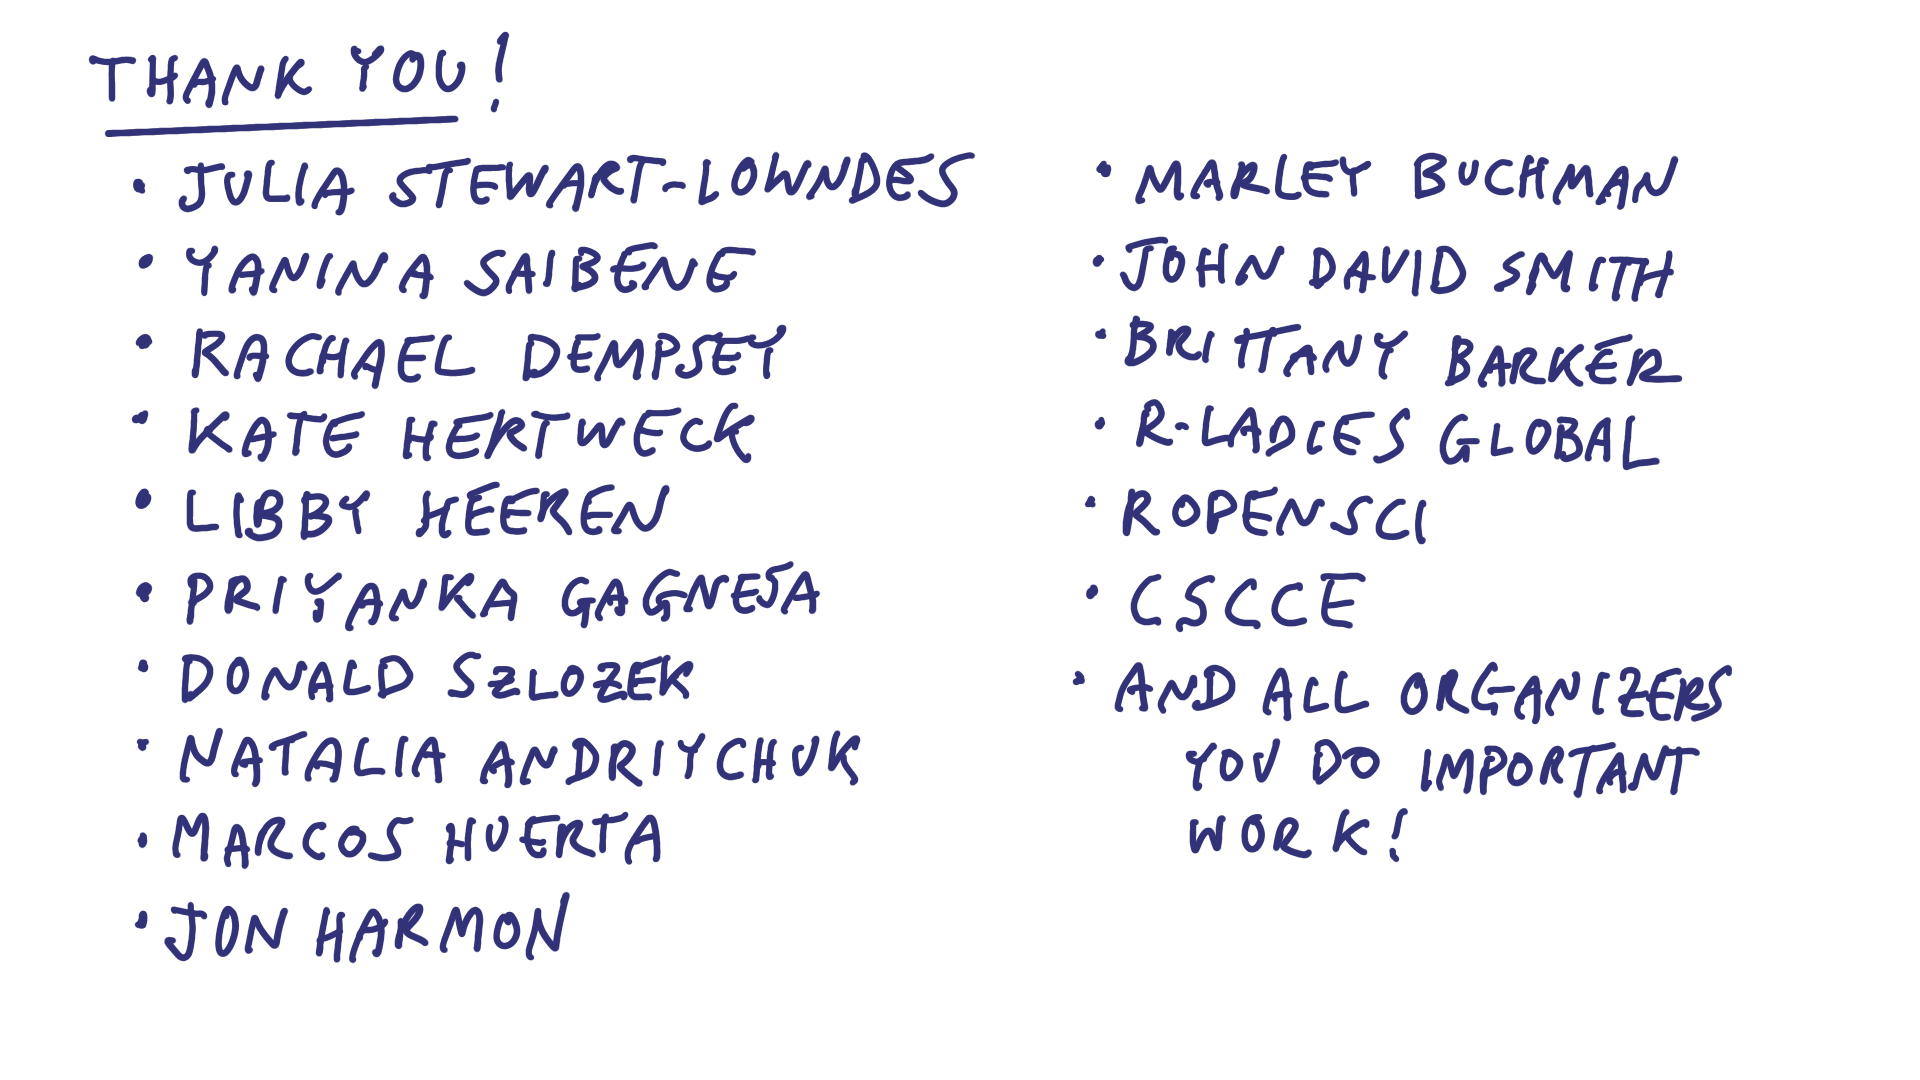 THANK YOU!
• JULIA STEWART-LOWNDES
• YANINA SAIBENE
• RACHAEL DEMPSEY
• KATE HERTWECK
• LIBBY HEEREN
• PRIYANKA GAGNEJA
• DONALD SZLOZEK
• NATALIA ANDRIYCHUK
• MARCOS HUERTA
• JON HARMON
• MARLEY BUCHMAN
• JOHN DAVID SMITH
• BRITTANY BARKER
• R-LADIES GLOBAL
• ROPENSCI
• CSCCE
• AND ALL ORGANIZERS
YOU DO IMPORTANT
WORK!